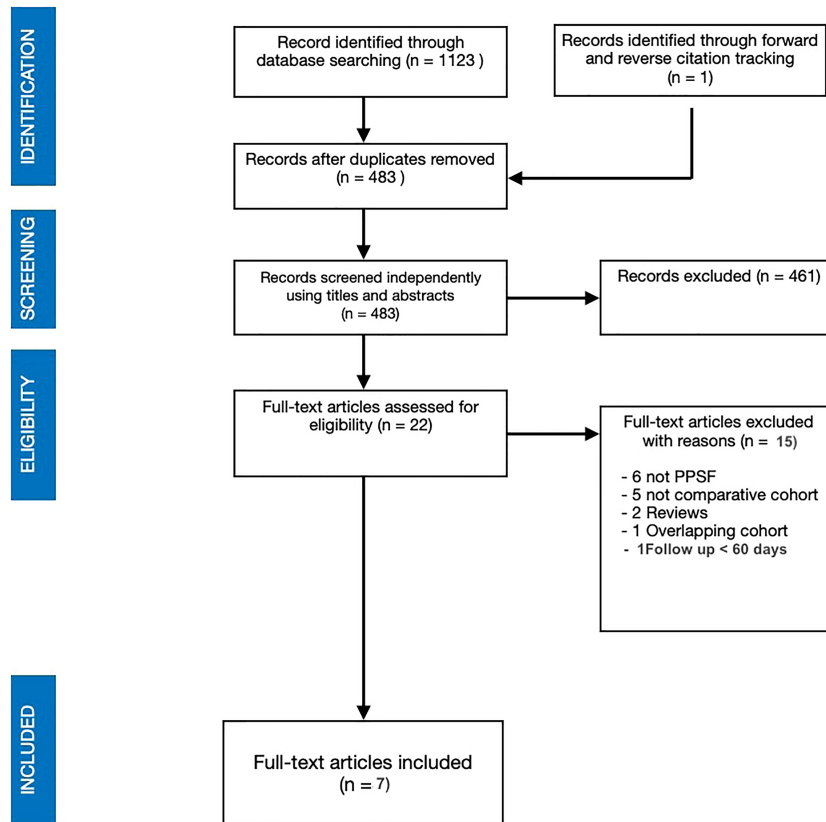 IDENTIFICATION
Record identified through
database searching (n = 1123 )
Records identified through forward
and reverse citation tracking
(n = 1)
Records after duplicates removed
(n = 483 )
SCREENING
Records screened independently
using titles and abstracts
(n = 483)
Records excluded (n = 461)
ELIGIBILITY
Full-text articles assessed for
eligibility (n = 22)
Full-text articles excluded
with reasons (n = 15)
- 6 not PPSF
- 5 not comparative cohort
- 2 Reviews
- 1 Overlapping cohort
- 1Follow up < 60 days
INCLUDED
Full-text articles included
(n = 7)